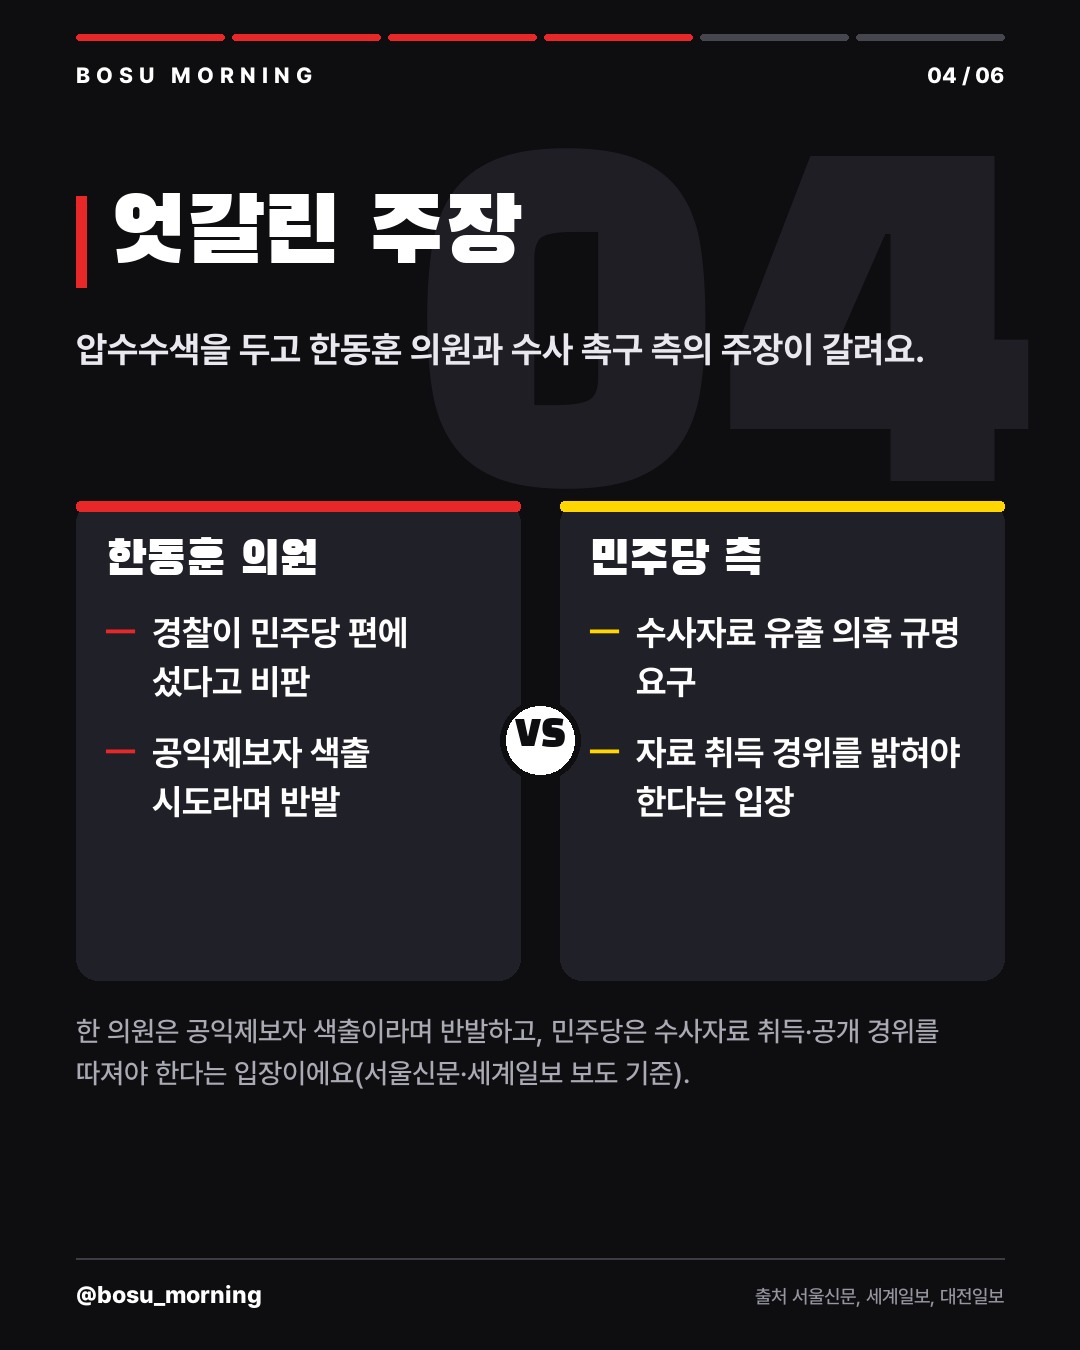 BOSU MORNING
04 / 06
04
엇갈린 주장
압수수색을 두고 한동훈 의원과 수사 촉구 측의 주장이 갈려요.
한동훈 의원
— 경찰이 민주당 편에
섰다고 비판
— 공익제보자 색출
시도라며 반발
VS
민주당 측
— 수사자료 유출 의혹 규명
요구
— 자료 취득 경위를 밝혀야
한다는 입장
한 의원은 공익제보자 색출이라며 반발하고, 민주당은 수사자료 취득·공개 경위를
따져야 한다는 입장이에요(서울신문·세계일보 보도 기준).
@bosu_morning
출처 서울신문, 세계일보, 대전일보